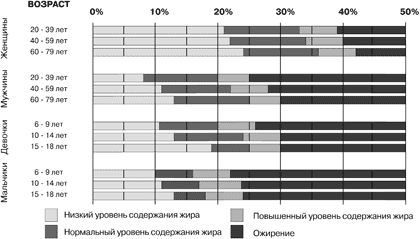 ВОЗРАСТ
0% 10% 20% 30% 40% 50%
Женщины
20 - 39 лет
40 - 59 лет
60 - 79 лет
Мужчины
20 - 39 лет
40 - 59 лет
60 - 79 лет
Девочки
6 - 9 лет
10 - 14 лет
15 - 18 лет
Мальчики
6 - 9 лет
10 - 14 лет
15 - 18 лет
Низкий уровень содержания жира
Повышенный уровень содержания жира
Нормальный уровень содержания жира
Ожирение